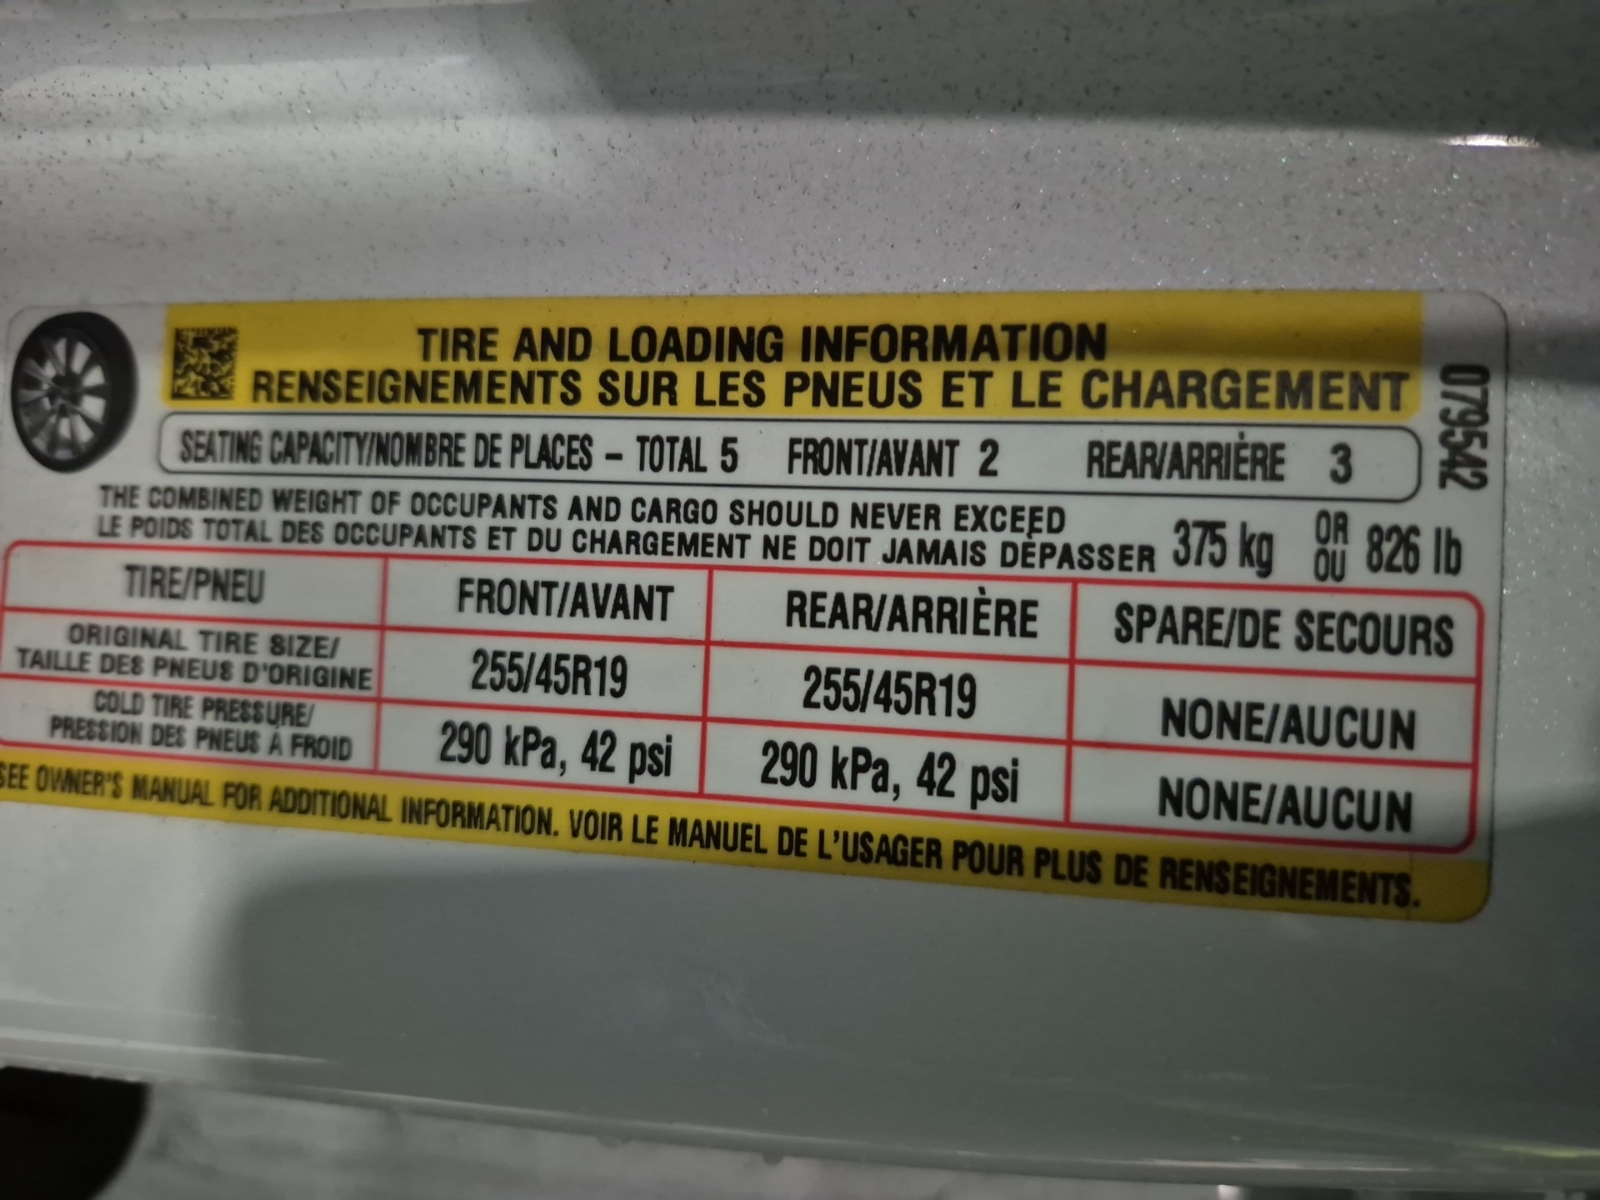 TIRE AND LOADING INFORMATION
RENSEIGNEMENTS SUR LES PNEUS ET LE CHARGEMENT
079542
SEATING CAPACITY/NOMBRE DE PLACES – TOTAL 5 FRONT/AVANT 2 REAR/ARRIÈRE 3
THE COMBINED WEIGHT OF OCCUPANTS AND CARGO SHOULD NEVER EXCEED
LE POIDS TOTAL DES OCCUPANTS ET DU CHARGEMENT NE DOIT JAMAIS DÉPASSER
375 kg OR OU 826 lb
TIRE/PNEU FRONT/AVANT REAR/ARRIÈRE SPARE/DE SECOURS
ORIGINAL TIRE SIZE/
TAILLE DES PNEUS D'ORIGINE
255/45R19 255/45R19 NONE/AUCUN
COLD TIRE PRESSURE/
PRESSION DES PNEUS À FROID
290 kPa, 42 psi 290 kPa, 42 psi NONE/AUCUN
SEE OWNER'S MANUAL FOR ADDITIONAL INFORMATION. VOIR LE MANUEL DE L'USAGER POUR PLUS DE RENSEIGNEMENTS.